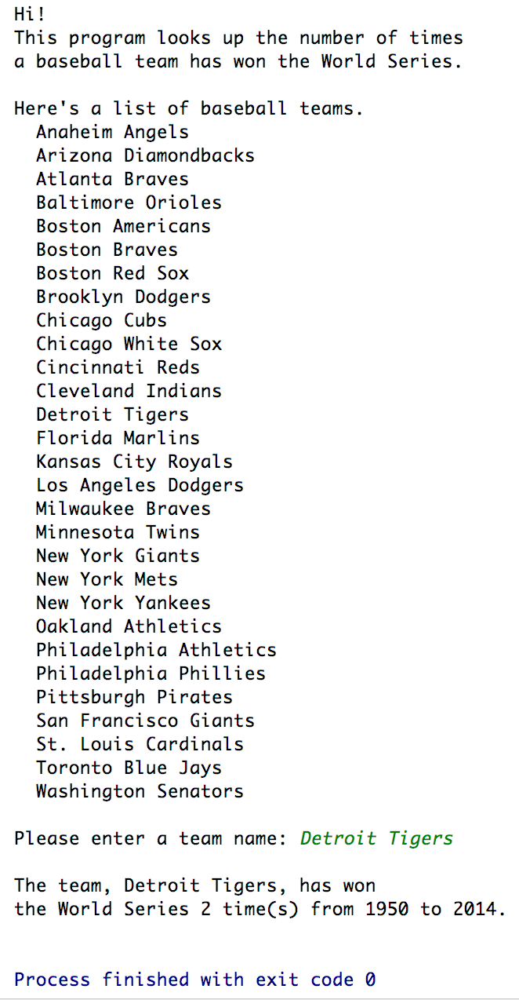 Hi!
This program looks up the number of times
a baseball team has won the World Series.
Here's a list of baseball teams.
Anaheim Angels
Arizona Diamondbacks
Atlanta Braves
Baltimore Orioles
Boston Americans
Boston Braves
Boston Red Sox
Brooklyn Dodgers
Chicago Cubs
Chicago White Sox
Cincinnati Reds
Cleveland Indians
Detroit Tigers
Florida Marlins
Kansas City Royals
Los Angeles Dodgers
Milwaukee Braves
Minnesota Twins
New York Giants
New York Mets
New York Yankees
Oakland Athletics
Philadelphia Athletics
Philadelphia Phillies
Pittsburgh Pirates
San Francisco Giants
St. Louis Cardinals
Toronto Blue Jays
Washington Senators
Please enter a team name: Detroit Tigers
The team, Detroit Tigers, has won
the World Series 2 time(s) from 1950 to 2014.
Process finished with exit code 0